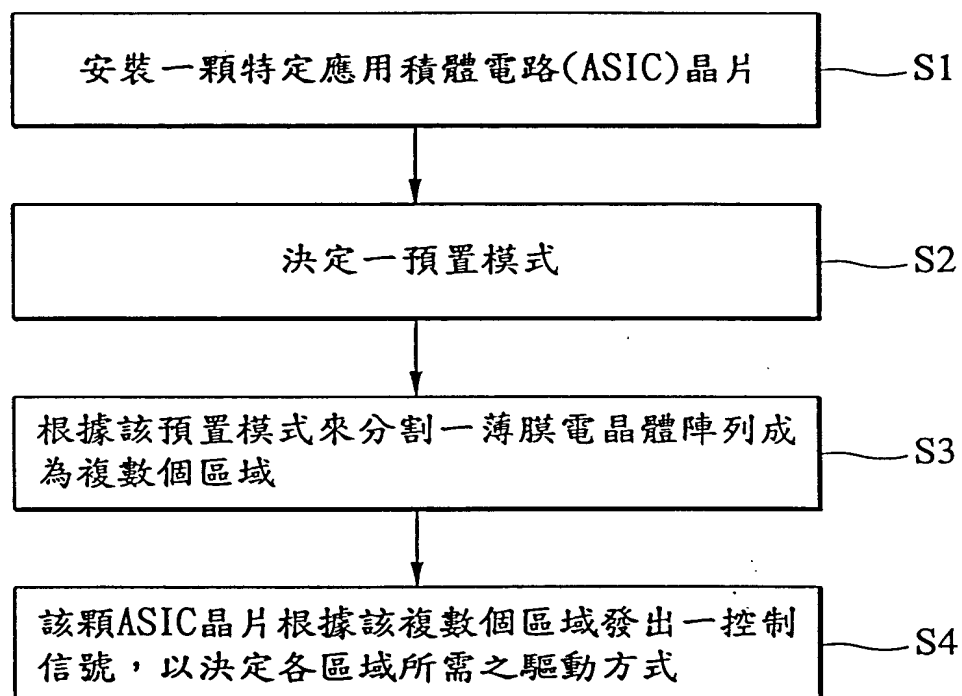 安裝一顆特定應用積體電路(ASIC)晶片
S1
決定一預置模式
S2
根據該預置模式來分割一薄膜電晶體陣列成
為複數個區域
S3
該顆ASIC晶片根據該複數個區域發出一控制
信號，以決定各區域所需之驅動方式
S4